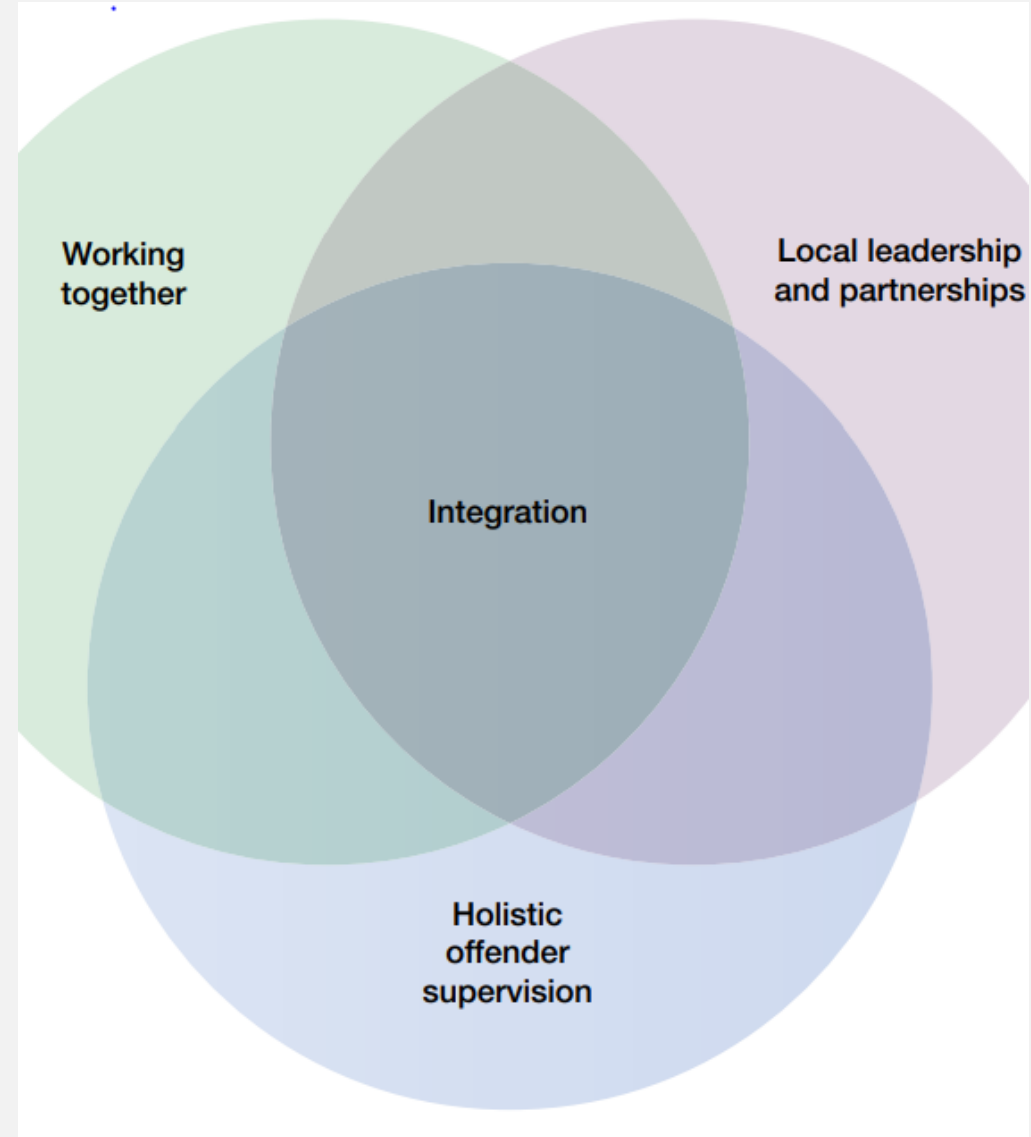 Working
together
Local leadership
and partnerships
Integration
Holistic
offender
supervision